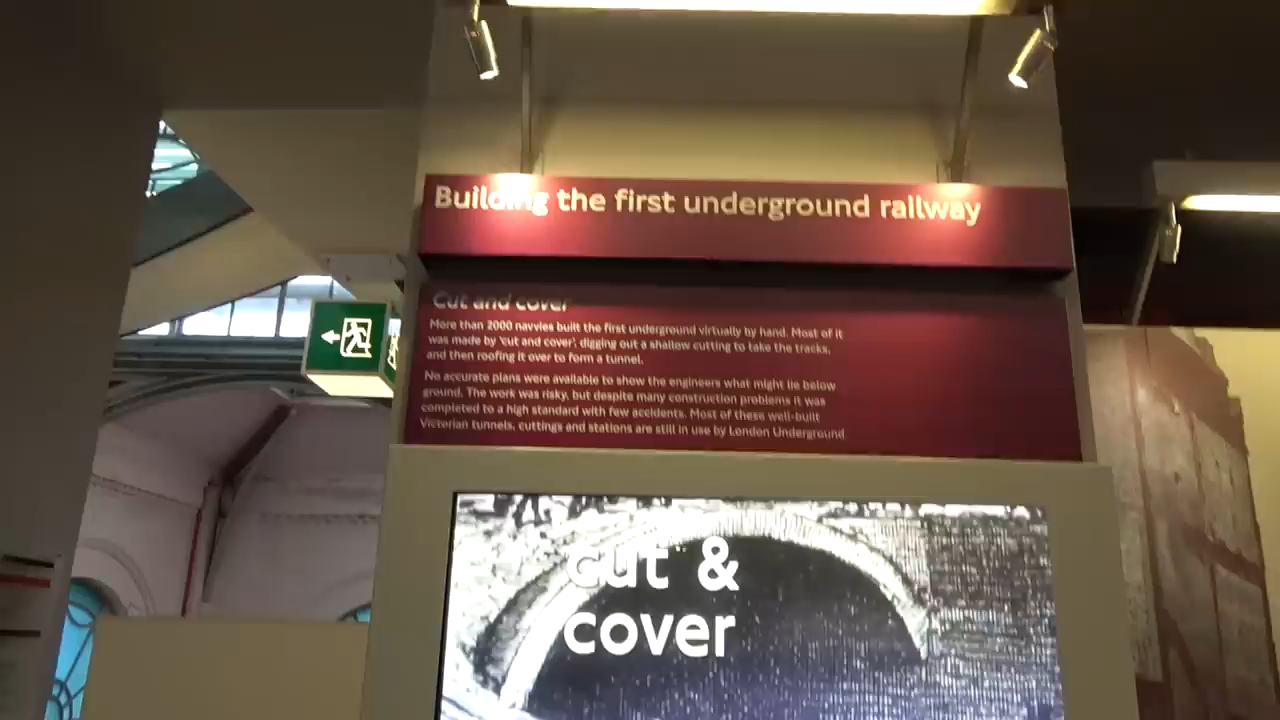 Building the first underground railway
Cut and cover
More than 2000 navvies built the first underground virtually by hand. Most of it
was made by 'cut and cover', digging out a shallow cutting to take the tracks,
and then roofing it over to form a tunnel.
No accurate plans were available to show the engineers what might lie below
ground. The work was risky, but despite many construction problems it was
completed to a high standard with few accidents. Most of these well-built
Victorian tunnels, cuttings and stations are still in use by London Underground
cut &
cover